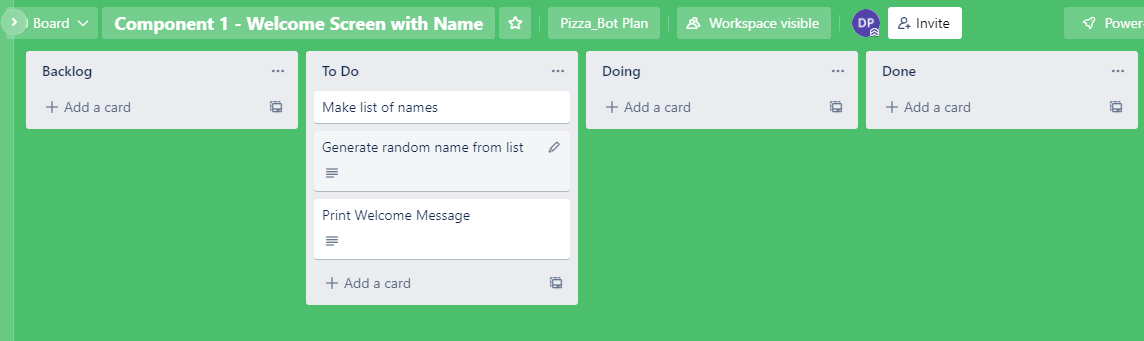 Board
Component 1 - Welcome Screen with Name
Pizza_Bot Plan
Workspace visible
DP
Invite
Power-
Backlog
Add a card
To Do
Make list of names
Generate random name from list
Print Welcome Message
Add a card
Doing
Add a card
Done
Add a card